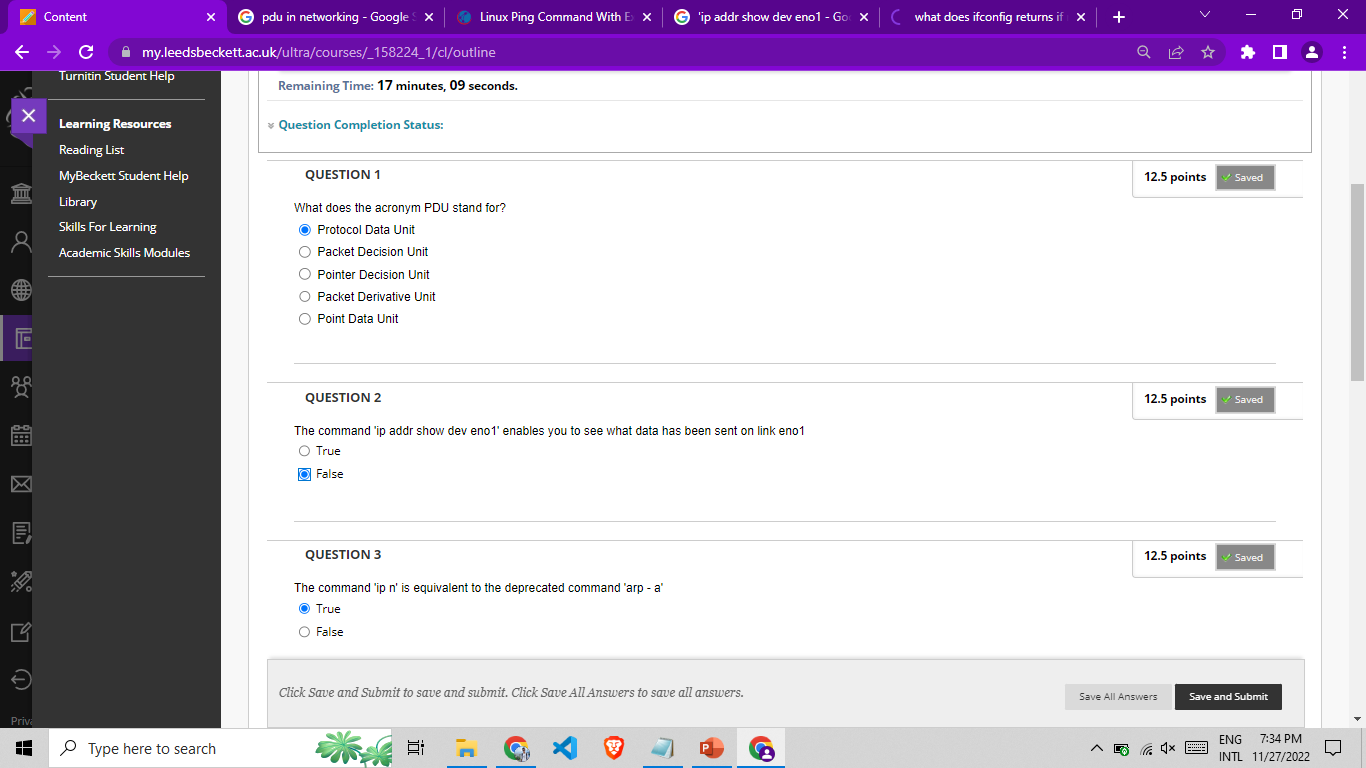 Content
pdu in networking - Google S
Linux Ping Command With E
'ip addr show dev eno1 - Goo
what does ifconfig returns if
my.leedsbeckett.ac.uk/ultra/courses/_158224_1/cl/outline
Turnitin Student Help
Learning Resources
Reading List
MyBeckett Student Help
Library
Skills For Learning
Academic Skills Modules
Priva
Remaining Time: 17 minutes, 09 seconds.
Question Completion Status:
QUESTION 1
12.5 points
Saved
What does the acronym PDU stand for?
Protocol Data Unit
Packet Decision Unit
Pointer Decision Unit
Packet Derivative Unit
Point Data Unit
QUESTION 2
12.5 points
Saved
The command 'ip addr show dev eno1' enables you to see what data has been sent on link eno1
True
False
QUESTION 3
12.5 points
Saved
The command 'ip n' is equivalent to the deprecated command 'arp - a'
True
False
Click Save and Submit to save and submit. Click Save All Answers to save all answers.
Save All Answers
Save and Submit
Type here to search
ENG
INTL
7:34 PM
11/27/2022